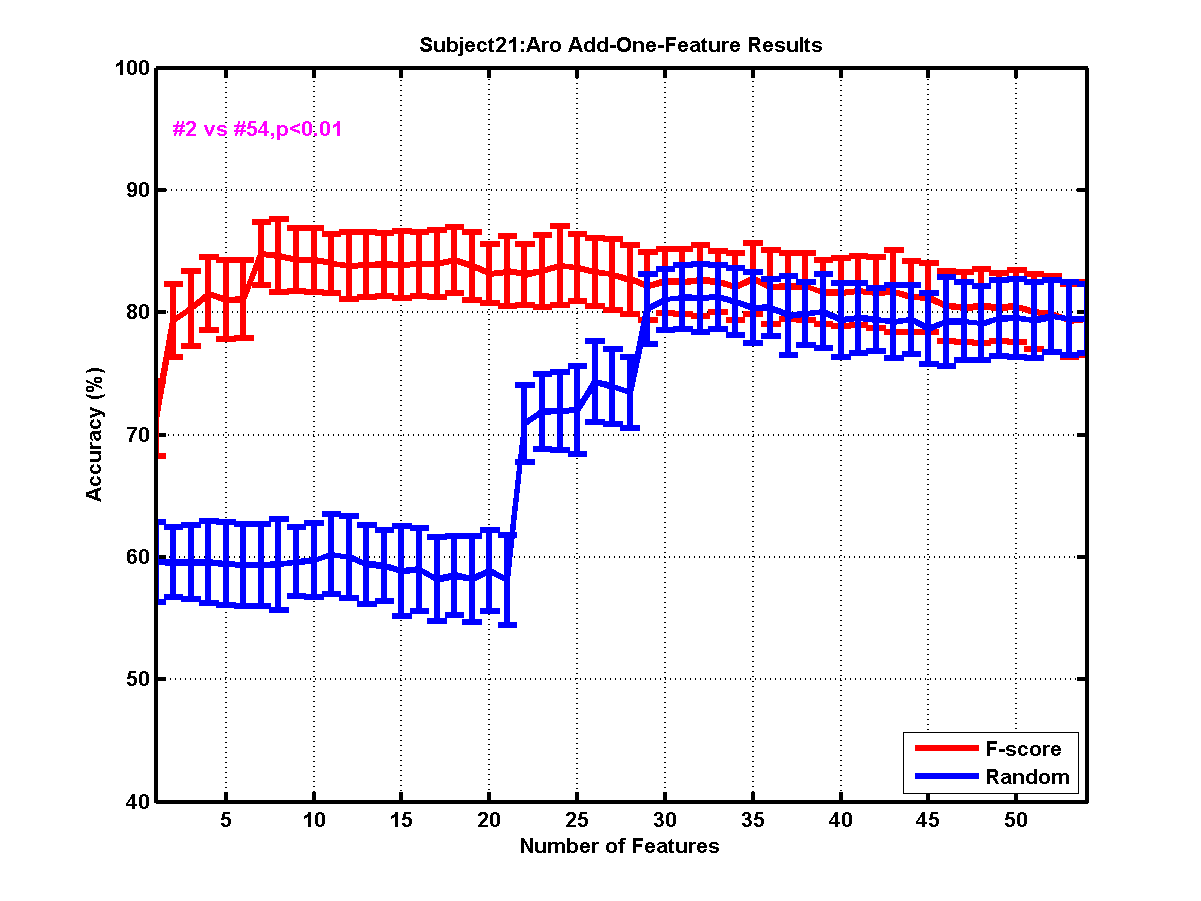 Subject21:Aro Add-One-Feature Results
100
90
80
70
60
50
40
Accuracy (%)
#2 vs #54,p<0.01
F-score
Random
5 10 15 20 25 30 35 40 45 50
Number of Features